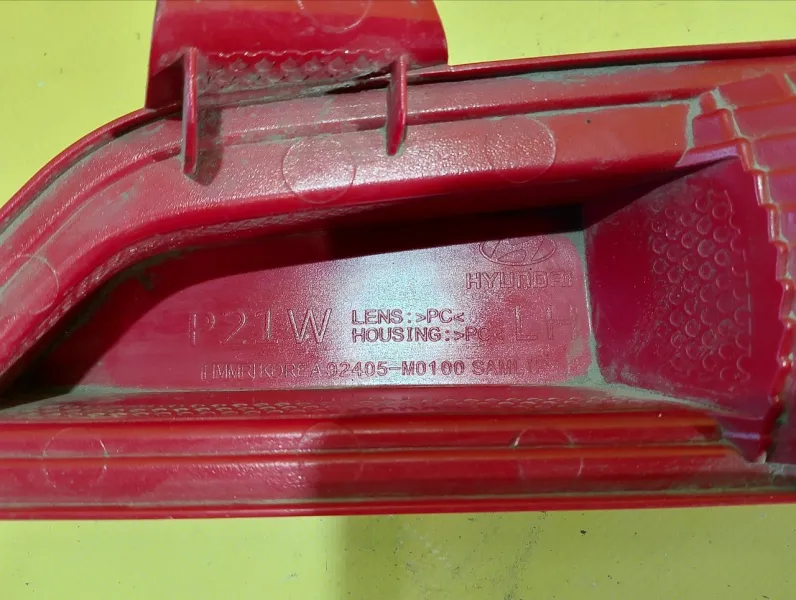 HYUNDAI
P21W LENS:>PC< LH
HOUSING:>PC<
HMMR KOREA 92405-M0100